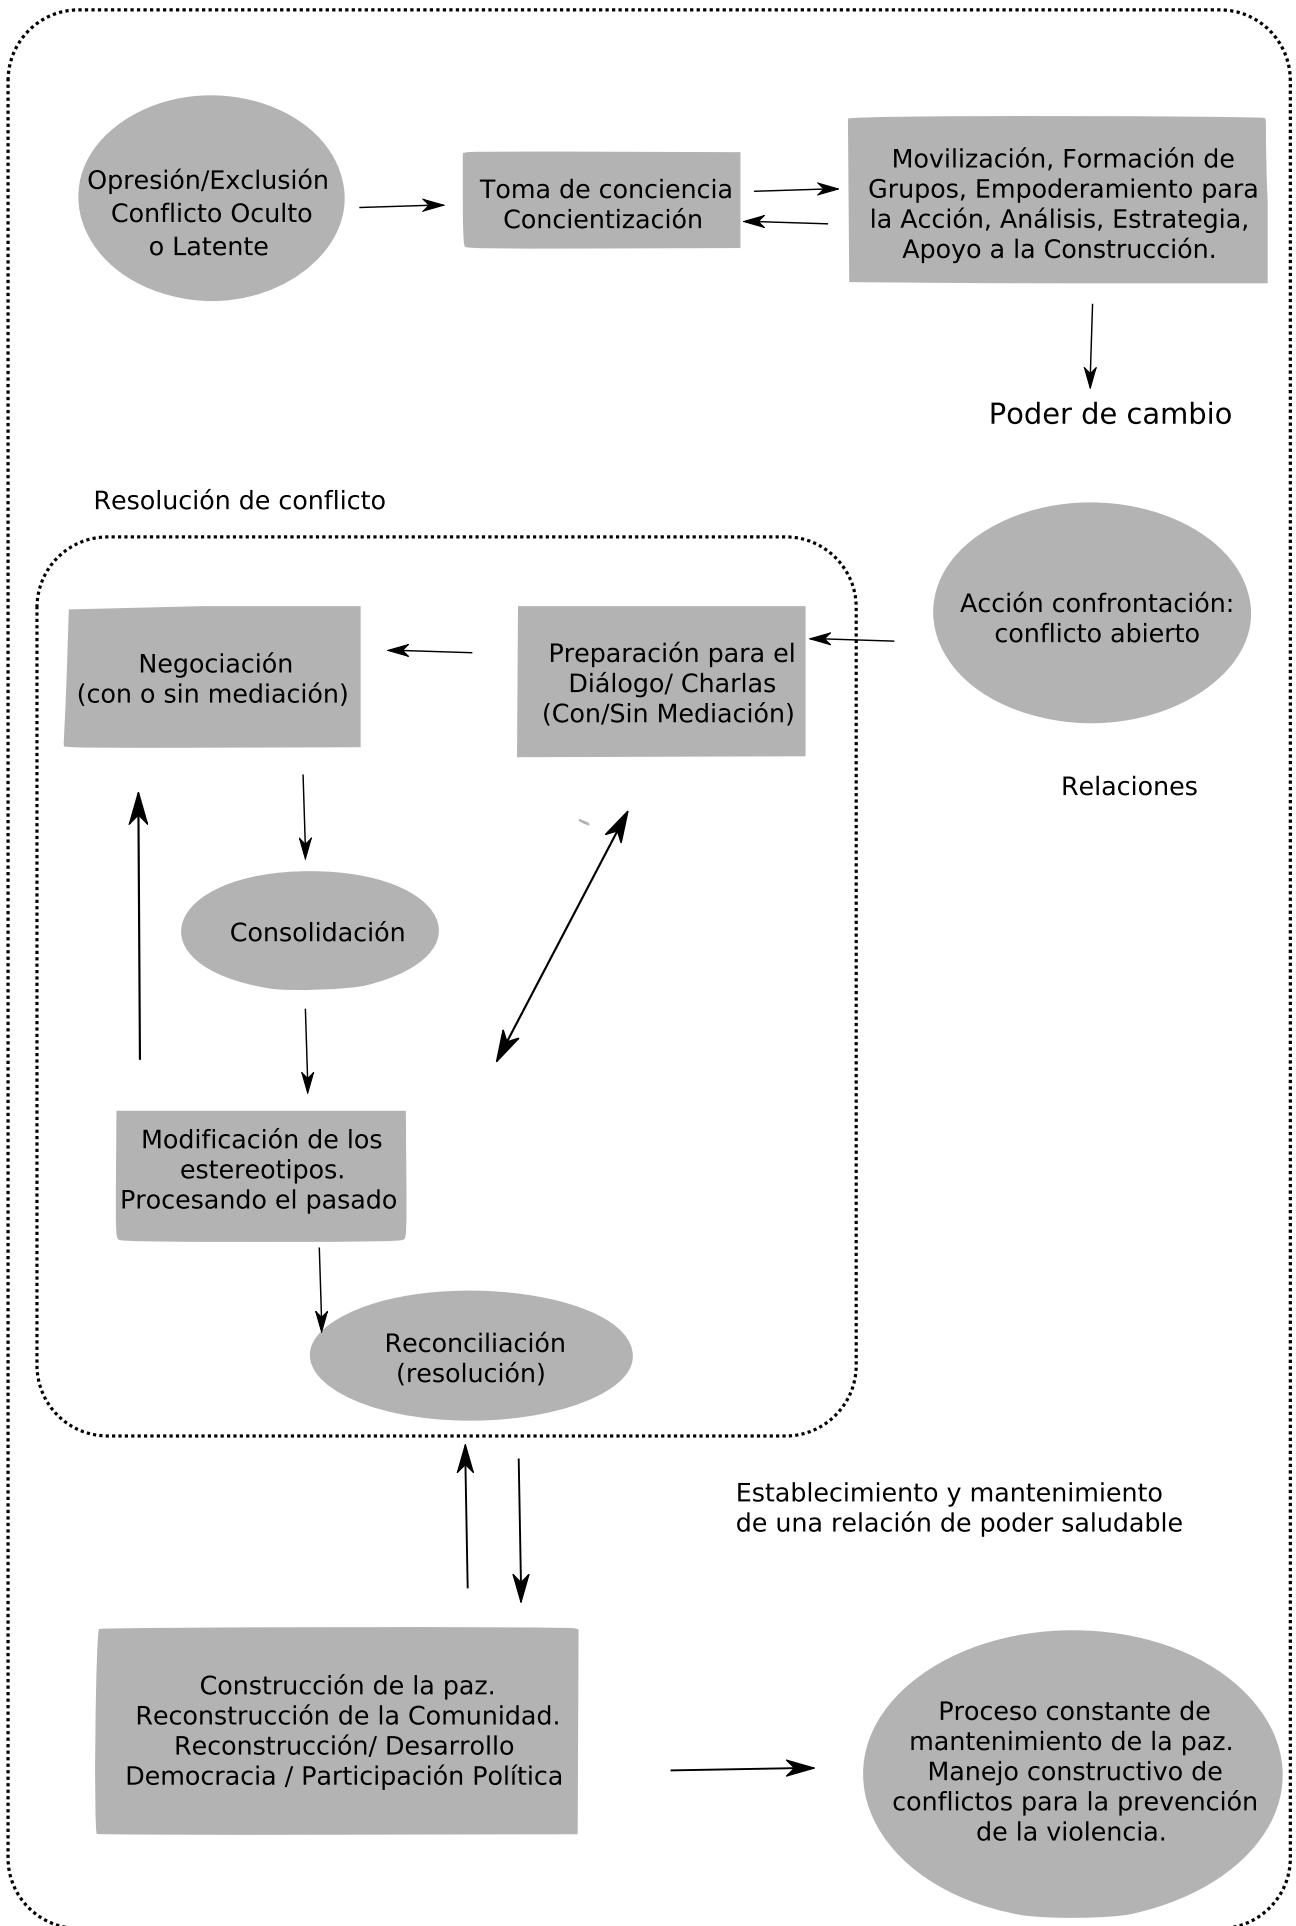 Opresión/Exclusión
Conflicto Oculto
o Latente
Toma de conciencia
Concientización
Movilización, Formación de
Grupos, Empoderamiento para
la Acción, Análisis, Estrategia,
Apoyo a la Construcción.
Poder de cambio
Acción confrontación:
conflicto abierto
Relaciones
Resolución de conflicto
Preparación para el
Diálogo/ Charlas
(Con/Sin Mediación)
Negociación
(con o sin mediación)
Consolidación
Modificación de los
estereotipos.
Procesando el pasado
Reconciliación
(resolución)
Establecimiento y mantenimiento
de una relación de poder saludable
Construcción de la paz.
Reconstrucción de la Comunidad.
Reconstrucción/ Desarrollo
Democracia / Participación Política
Proceso constante de
mantenimiento de la paz.
Manejo constructivo de
conflictos para la prevención
de la violencia.